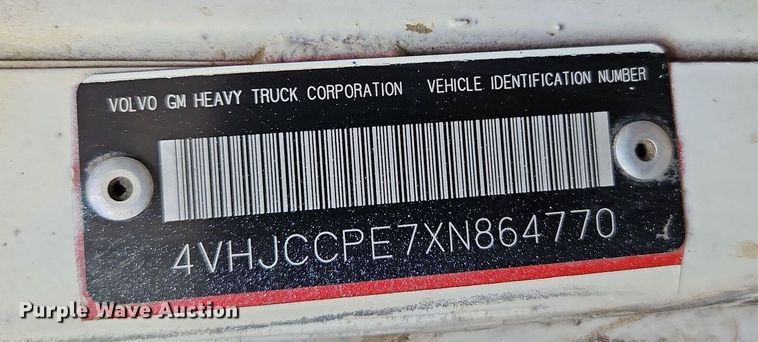 VOLVO GM HEAVY TRUCK CORPORATION VEHICLE IDENTIFICATION NUMBER
4VHJCCPE7XN864770
Purple Wave Auction